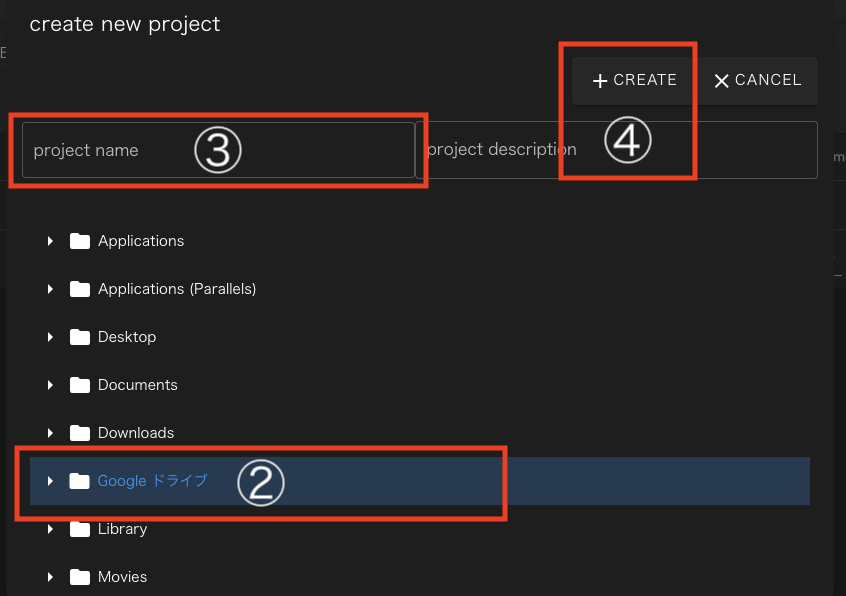 create new project
E
+ CREATE
× CANCEL
project name
③
project description
④
m
Applications
Applications (Parallels)
Desktop
Documents
Downloads
Google ドライブ
②
Library
Movies